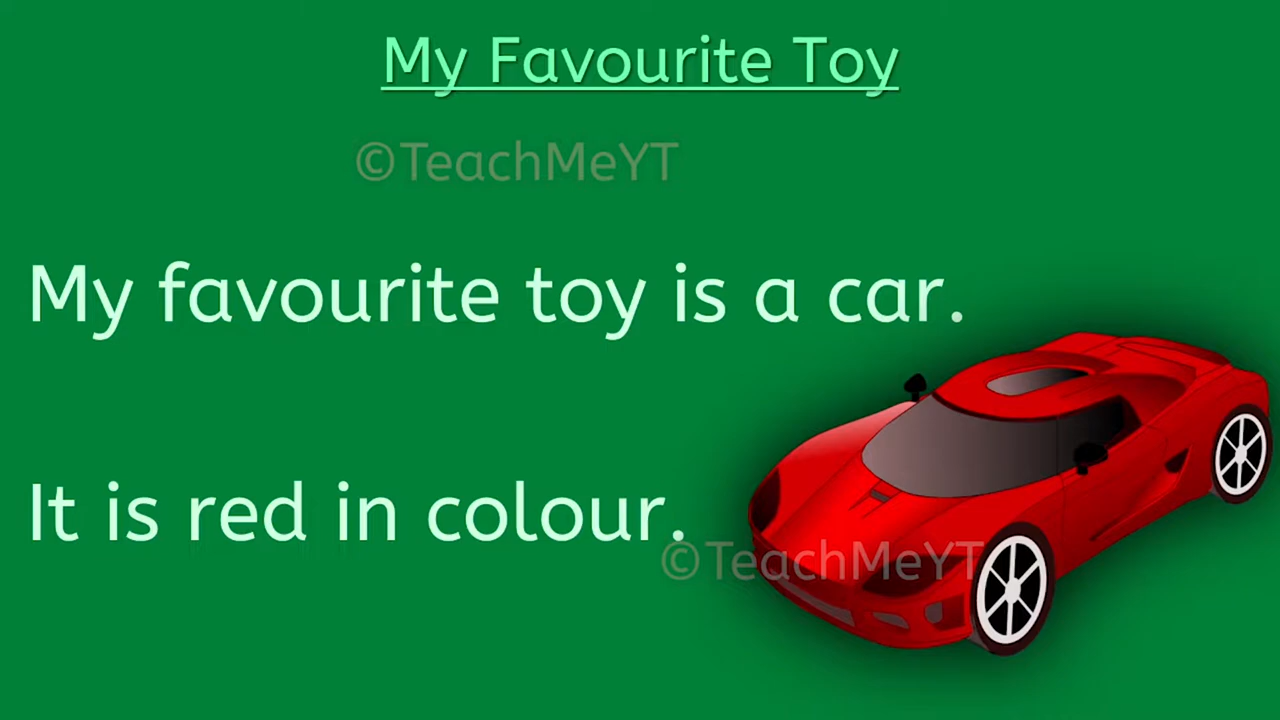 My Favourite Toy
©TeachMeYT
My favourite toy is a car.
It is red in colour.
©TeachMeYT